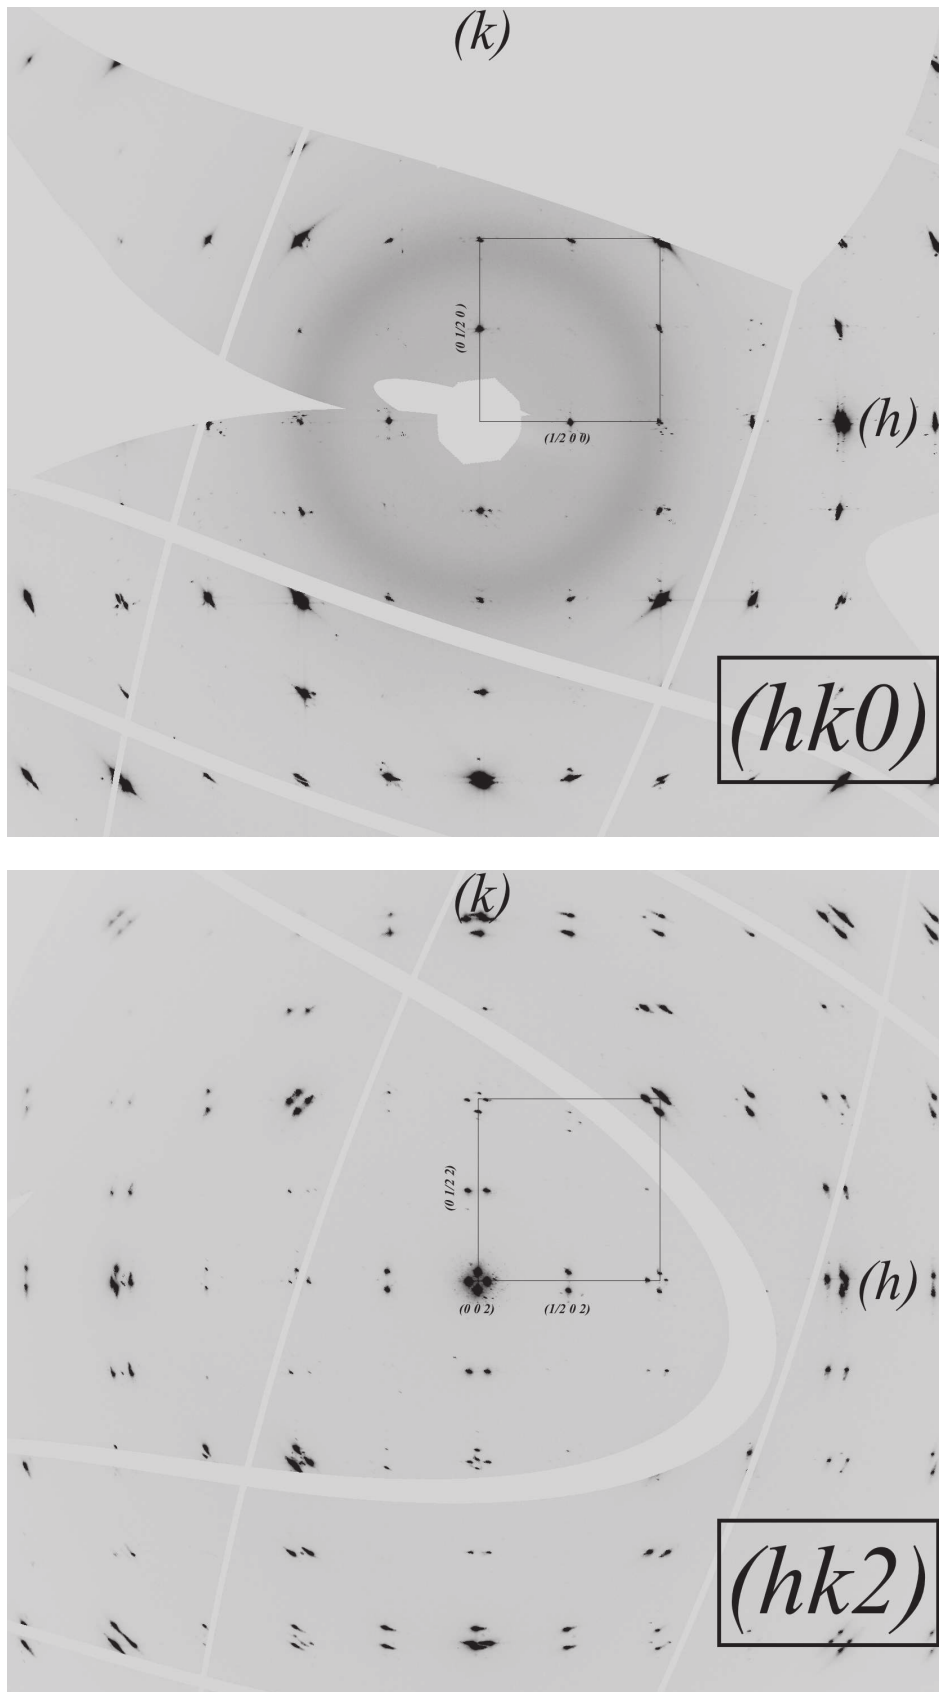 (k)
(0 1/2 0)
(h)
(1/2 0 0)
(hk0)
(k)
(0 1/2 2)
(h)
(0 0 2) (1/2 0 2)
(hk2)